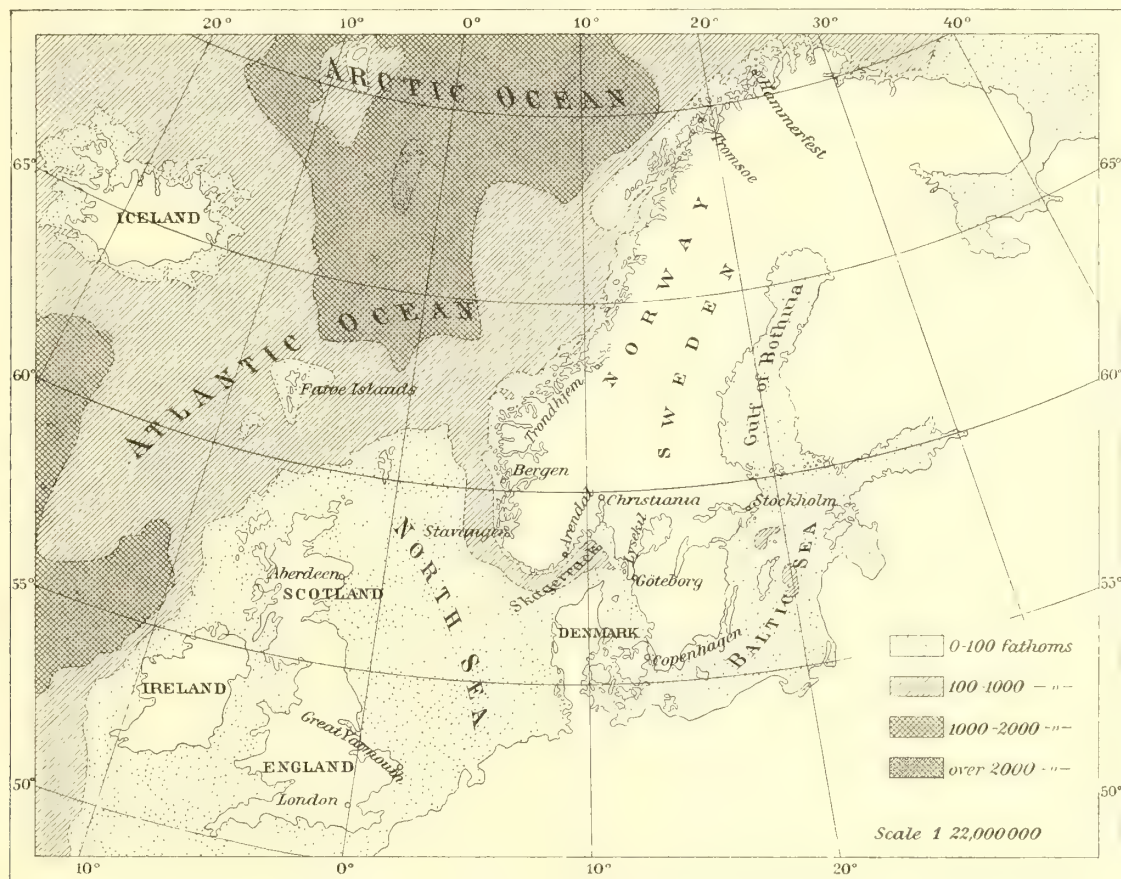 20°
10°
0°
10°
20°
30°
40°
ARCTIC OCEAN
Hammerfest
Tromsoe
65°
65°
ICELAND
NORWAY
SWEDEN
ATLANTIC OCEAN
Gulf of Bothnia
60°
60°
Faroe Islands
Trondhjem
Bergen
Christiania
Stockholm
Stavanger
Arendal
Lysekil
Skagerrack
Göteborg
NORTH SEA
BALTIC SEA
Aberdeen
SCOTLAND
55°
55°
DENMARK
Copenhagen
IRELAND
Great Yarmouth
ENGLAND
London
50°
50°
0-100 fathoms
100-1000 — " —
1000-2000 - " -
over 2000 - " -
Scale 1 22,000000
10°
0°
10°
20°